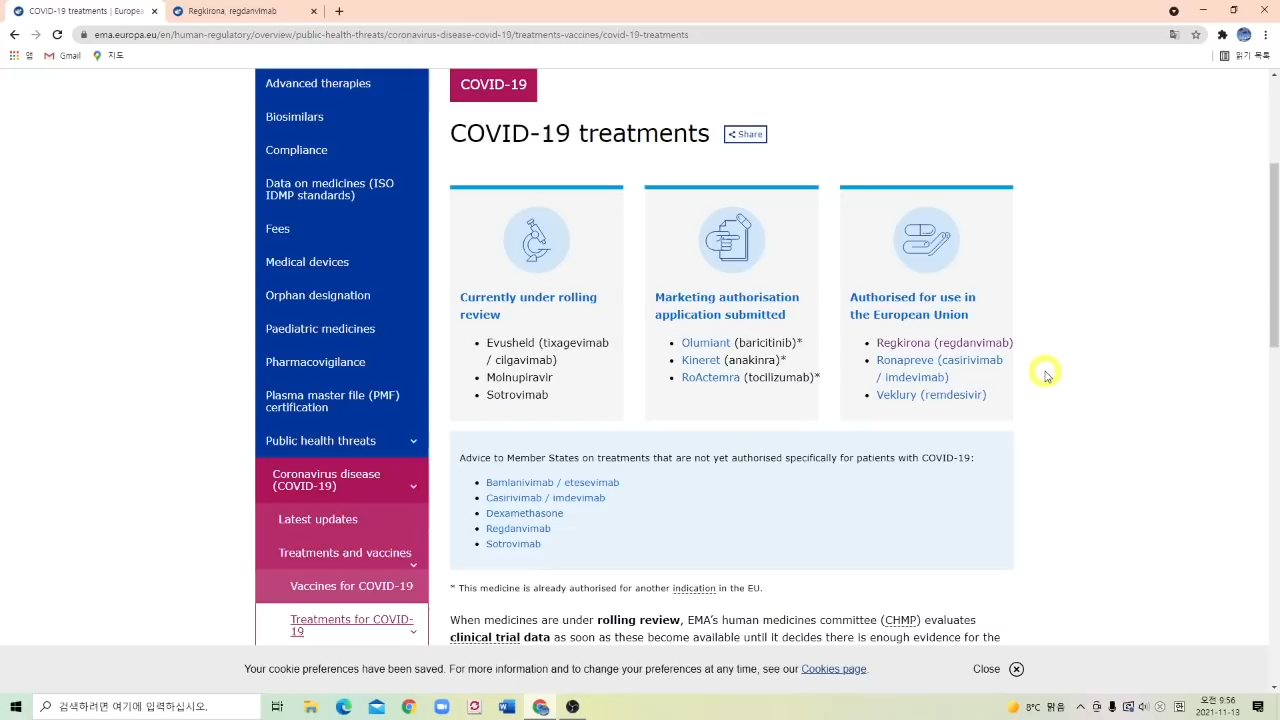 COVID-19 treatments | Europea
Regkirona, regdanvimab
ema.europa.eu/en/human-regulatory/overview/public-health-threats/coronavirus-disease-covid-19/treatments-vaccines/covid-19-treatments
앱
Gmail
지도
읽기 목록
Advanced therapies
Biosimilars
Compliance
Data on medicines (ISO
IDMP standards)
Fees
Medical devices
Orphan designation
Paediatric medicines
Pharmacovigilance
Plasma master file (PMF)
certification
Public health threats
Coronavirus disease
(COVID-19)
Latest updates
Treatments and vaccines
Vaccines for COVID-19
Treatments for COVID-
19
COVID-19
COVID-19 treatments
Share
Currently under rolling
review
• Evusheld (tixagevimab
/ cilgavimab)
• Molnupiravir
• Sotrovimab
Marketing authorisation
application submitted
• Olumiant (baricitinib)*
• Kineret (anakinra)*
• RoActemra (tocilizumab)*
Authorised for use in
the European Union
• Regkirona (regdanvimab)
• Ronapreve (casirivimab
/ imdevimab)
• Veklury (remdesivir)
Advice to Member States on treatments that are not yet authorised specifically for patients with COVID-19:
• Bamlanivimab / etesevimab
• Casirivimab / imdevimab
• Dexamethasone
• Regdanvimab
• Sotrovimab
* This medicine is already authorised for another indication in the EU.
When medicines are under rolling review, EMA's human medicines committee (CHMP) evaluates
clinical trial data as soon as these become available until it decides there is enough evidence for the
Your cookie preferences have been saved. For more information and to change your preferences at any time, see our Cookies page.
Close
검색하려면 여기에 입력하십시오.
8°C 맑음
오전 9:56
2021-11-13